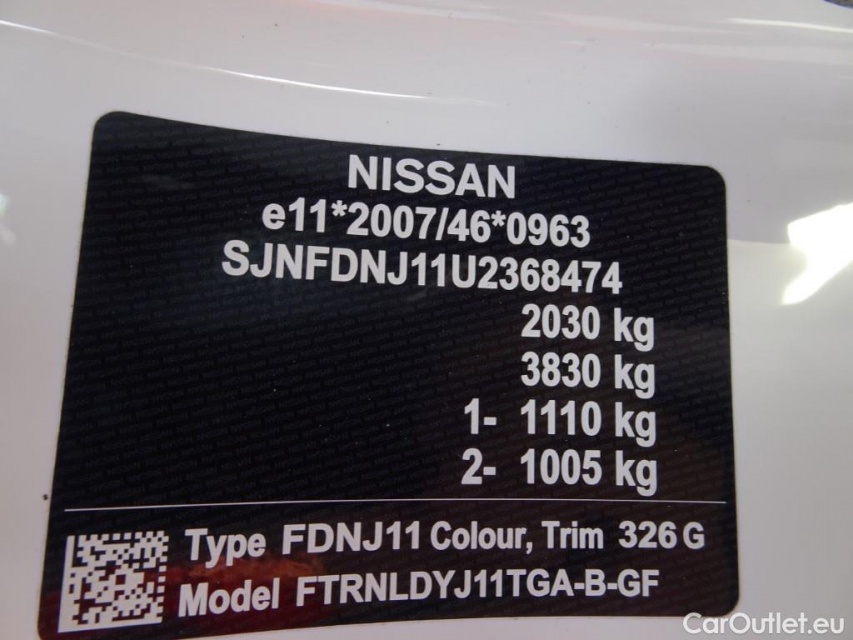 NISSAN
e11*2007/46*0963
SJNFDNJ11U2368474
2030 kg
3830 kg
1- 1110 kg
2- 1005 kg
Type FDNJ11 Colour, Trim 326 G
Model FTRNLDYJ11TGA-B-GF
CarOutlet.eu